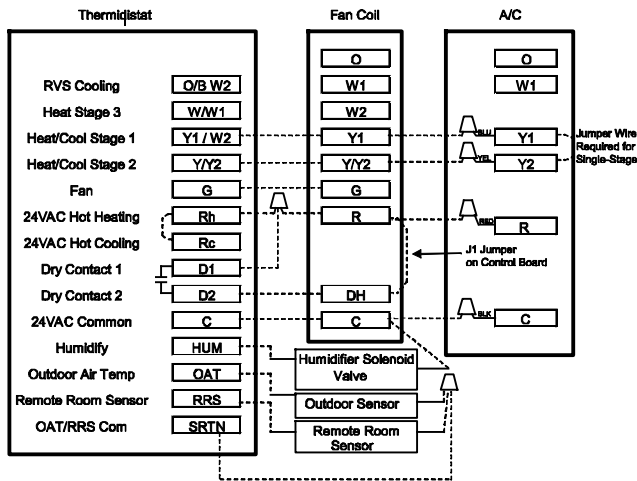 Thermidistat
Fan Coil
A/C
O
O
RVS Cooling
O/B W2
W1
W1
Heat Stage 3
W/W1
W2
Heat/Cool Stage 1
Y1 / W2
Y1
BLU
Y1
Jumper Wire
Required for
Single-Stage
Heat/Cool Stage 2
Y/Y2
Y/Y2
YEL
Y2
Fan
G
G
24VAC Hot Heating
Rh
R
RED
R
24VAC Hot Cooling
Rc
J1 Jumper
on Control Board
Dry Contact 1
D1
Dry Contact 2
D2
DH
24VAC Common
C
C
BLK
C
Humidify
HUM
Humidifier Solenoid
Valve
Outdoor Air Temp
OAT
Outdoor Sensor
Remote Room Sensor
RRS
Remote Room
Sensor
OAT/RRS Com
SRTN